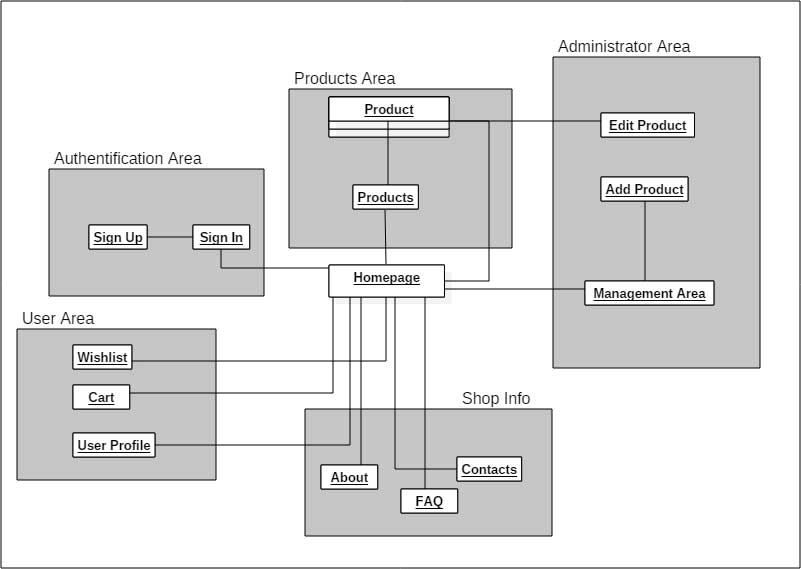 Administrator Area
Products Area
Product
Edit Product
Authentification Area
Add Product
Products
Sign Up
Sign In
Homepage
Management Area
User Area
Wishlist
Cart
Shop Info
User Profile
Contacts
About
FAQ